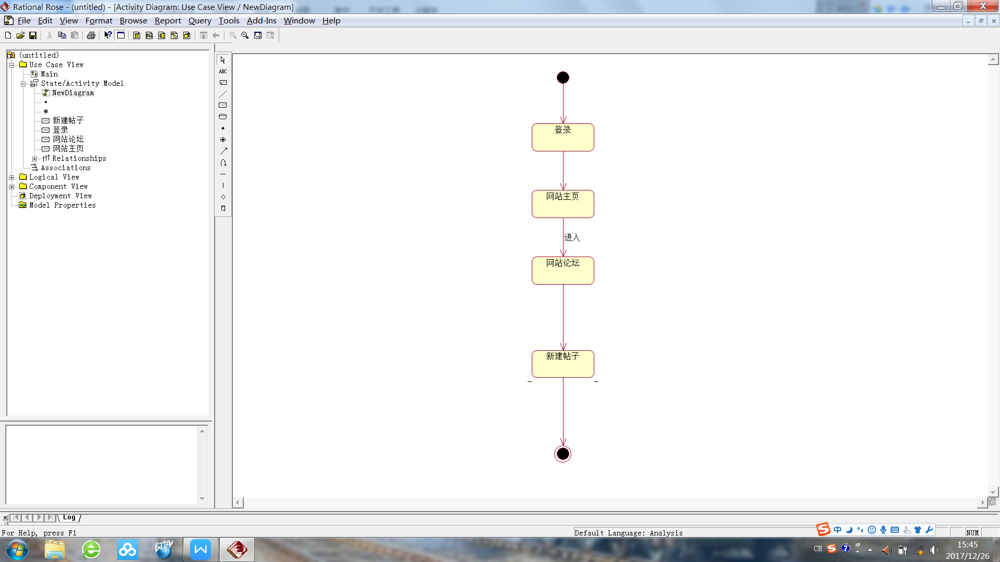 Rational Rose - (untitled) - [Activity Diagram: Use Case View / NewDiagram]
File Edit View Format Browse Report Query Tools Add-Ins Window Help
(untitled)
Use Case View
Main
State/Activity Model
NewDiagram
新建帖子
登录
网站论坛
网站主页
Relationships
Associations
Logical View
Component View
Deployment View
Model Properties
ABC
登录
网站主页
进入
网站论坛
新建帖子
Log
For Help, press F1
Default Language: Analysis
中
NUM
CH
15:45
2017/12/26